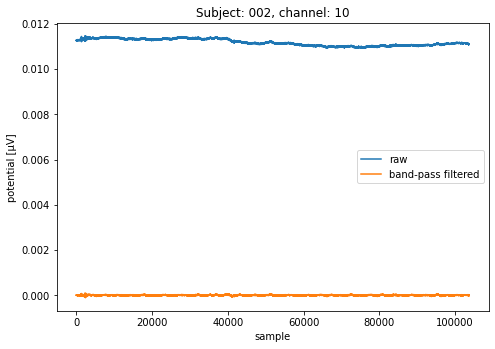 Subject: 002, channel: 10
0.012
0.010
0.008
0.006
0.004
0.002
0.000
potential [µV]
raw
band-pass filtered
0
20000
40000
60000
80000
100000
sample